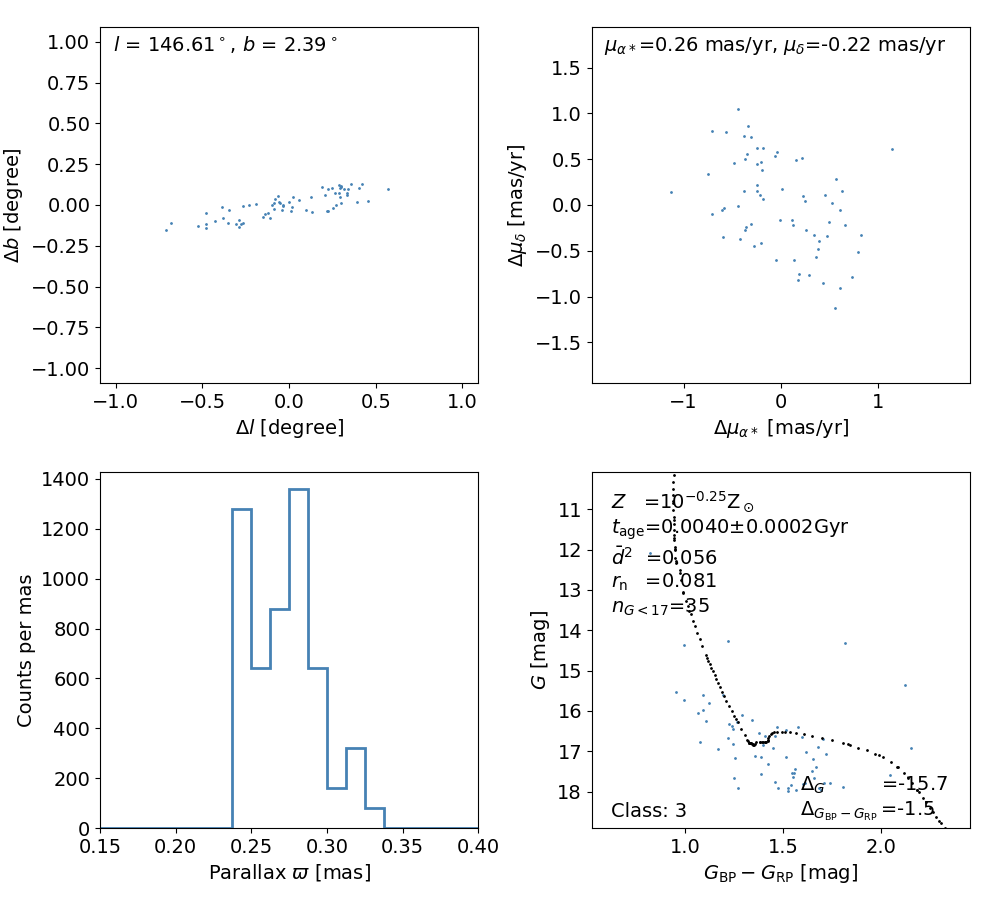 l = 146.61°, b = 2.39°
1.00
0.75
0.50
0.25
0.00
−0.25
−0.50
−0.75
−1.00
Δb [degree]
−1.0 −0.5 0.0 0.5 1.0
Δl [degree]
μα*=0.26 mas/yr, μδ=-0.22 mas/yr
1.5
1.0
0.5
0.0
−0.5
−1.0
−1.5
Δμδ [mas/yr]
−1 0 1
Δμα* [mas/yr]
1400
1200
1000
800
600
400
200
0
Counts per mas
0.15 0.20 0.25 0.30 0.35 0.40
Parallax ϖ [mas]
Z =10^−0.25 Z⊙
tage=0.0040±0.0002Gyr
d̄² =0.056
rn =0.081
nG<17=35
11
12
13
14
15
16
17
18
G [mag]
ΔG =-15.7
ΔGBP−GRP =-1.5
Class: 3
1.0 1.5 2.0
GBP − GRP [mag]